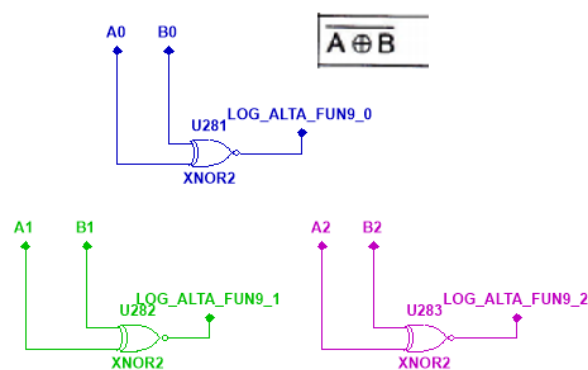 A0 B0
A ⊕ B
LOG_ALTA_FUN9_0
U281
XNOR2
A1 B1
LOG_ALTA_FUN9_1
U282
XNOR2
A2 B2
LOG_ALTA_FUN9_2
U283
XNOR2